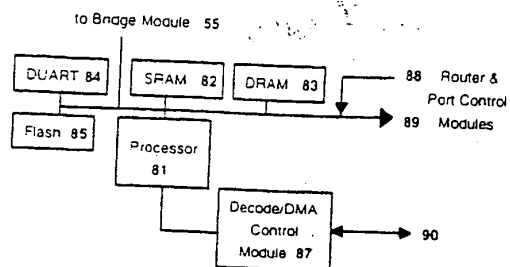 to Bridge Module 55
DUART 84
SRAM 82
DRAM 83
88 Router &
Port Control
89 Modules
Flash 85
Processor
81
Decode/DMA
Control
Module 87
90